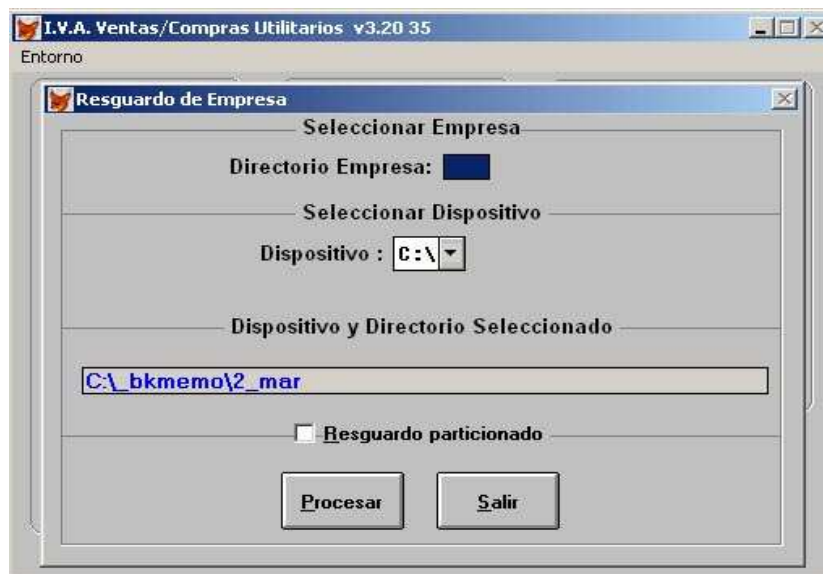 I.V.A. Ventas/Compras Utilitarios v3.20 35
Entorno
Resguardo de Empresa
Seleccionar Empresa
Directorio Empresa:
Seleccionar Dispositivo
Dispositivo : C:\
Dispositivo y Directorio Seleccionado
C:\_bkmemo\2_mar
Resguardo particionado
Procesar Salir